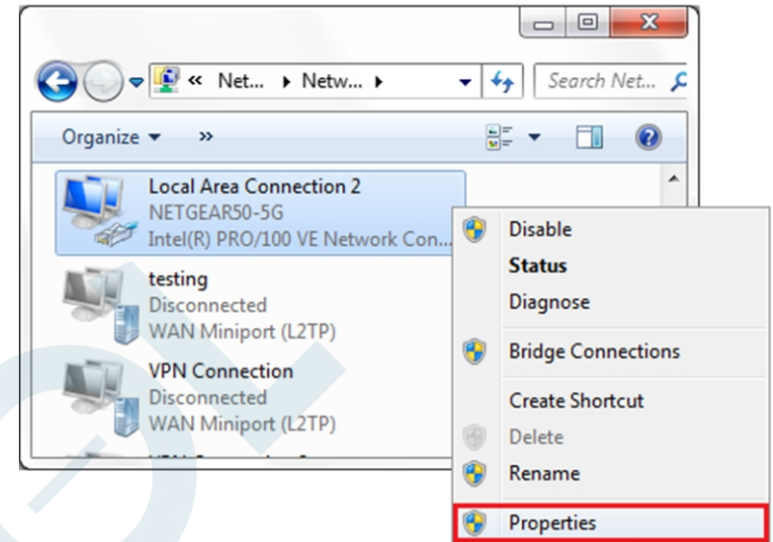 « Net... ▸ Netw... ▸ Search Net...
Organize »
Local Area Connection 2
NETGEAR50-5G
Intel(R) PRO/100 VE Network Con...
testing
Disconnected
WAN Miniport (L2TP)
VPN Connection
Disconnected
WAN Miniport (L2TP)
Disable
Status
Diagnose
Bridge Connections
Create Shortcut
Delete
Rename
Properties